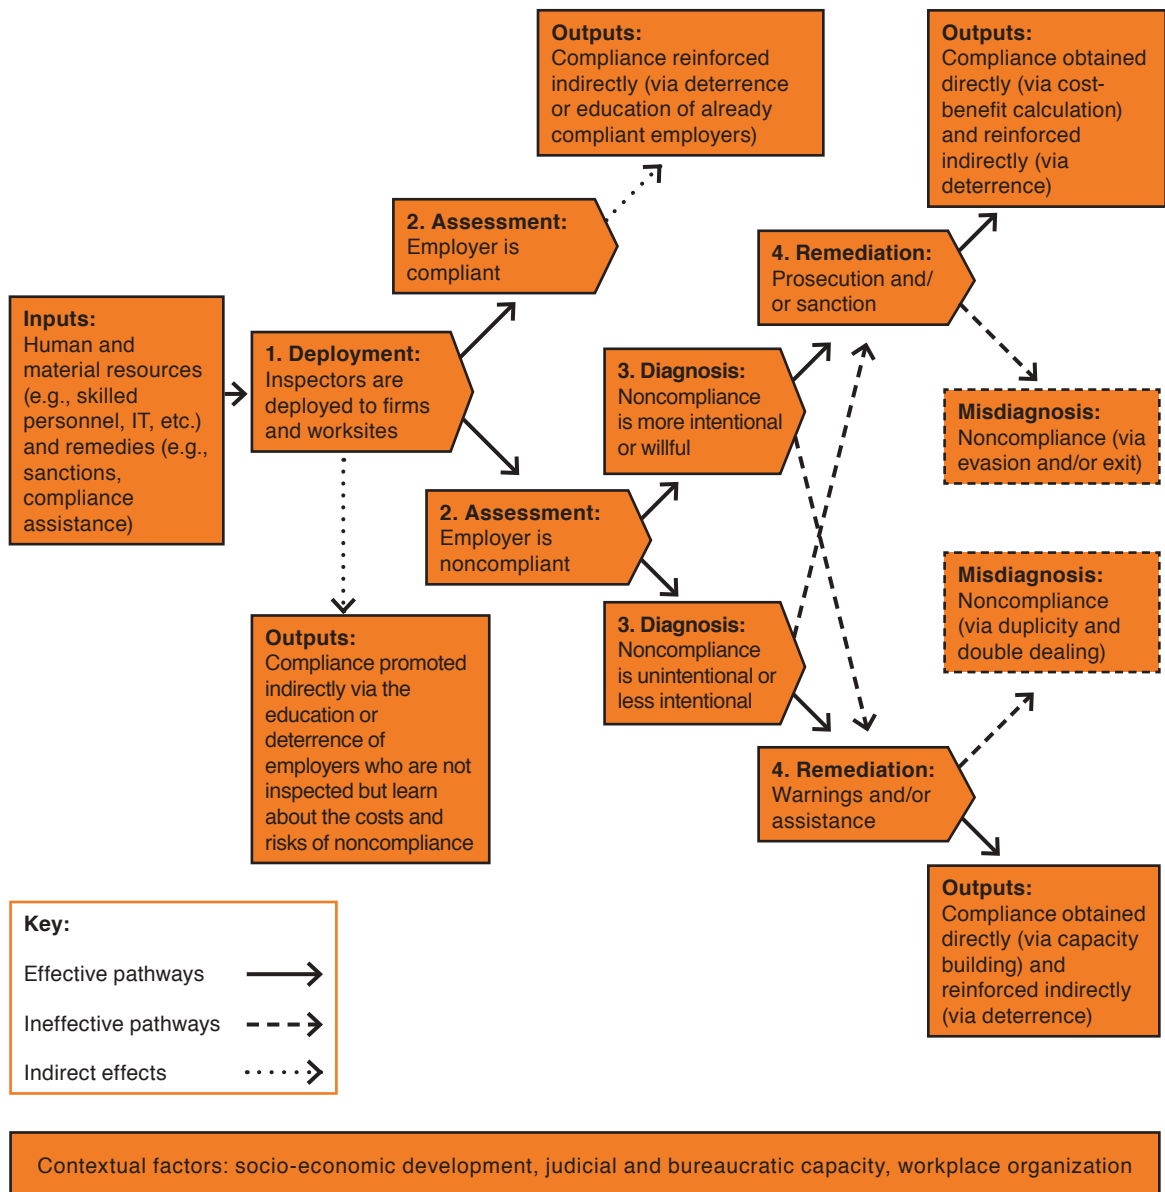 Outputs:
Compliance reinforced
indirectly (via deterrence
or education of already
compliant employers)
Outputs:
Compliance obtained
directly (via cost-
benefit calculation)
and reinforced
indirectly (via
deterrence)
2. Assessment:
Employer is
compliant
4. Remediation:
Prosecution and/
or sanction
Inputs:
Human and
material resources
(e.g., skilled
personnel, IT, etc.)
and remedies (e.g.,
sanctions,
compliance
assistance)
1. Deployment:
Inspectors are
deployed to firms
and worksites
3. Diagnosis:
Noncompliance
is more intentional
or willful
Misdiagnosis:
Noncompliance (via
evasion and/or exit)
2. Assessment:
Employer is
noncompliant
Misdiagnosis:
Noncompliance
(via duplicity and
double dealing)
3. Diagnosis:
Noncompliance
is unintentional or
less intentional
Outputs:
Compliance promoted
indirectly via the
education or
deterrence of
employers who are not
inspected but learn
about the costs and
risks of noncompliance
4. Remediation:
Warnings and/or
assistance
Outputs:
Compliance obtained
directly (via capacity
building) and
reinforced indirectly
(via deterrence)
Key:
Effective pathways
Ineffective pathways
Indirect effects
Contextual factors: socio-economic development, judicial and bureaucratic capacity, workplace organization